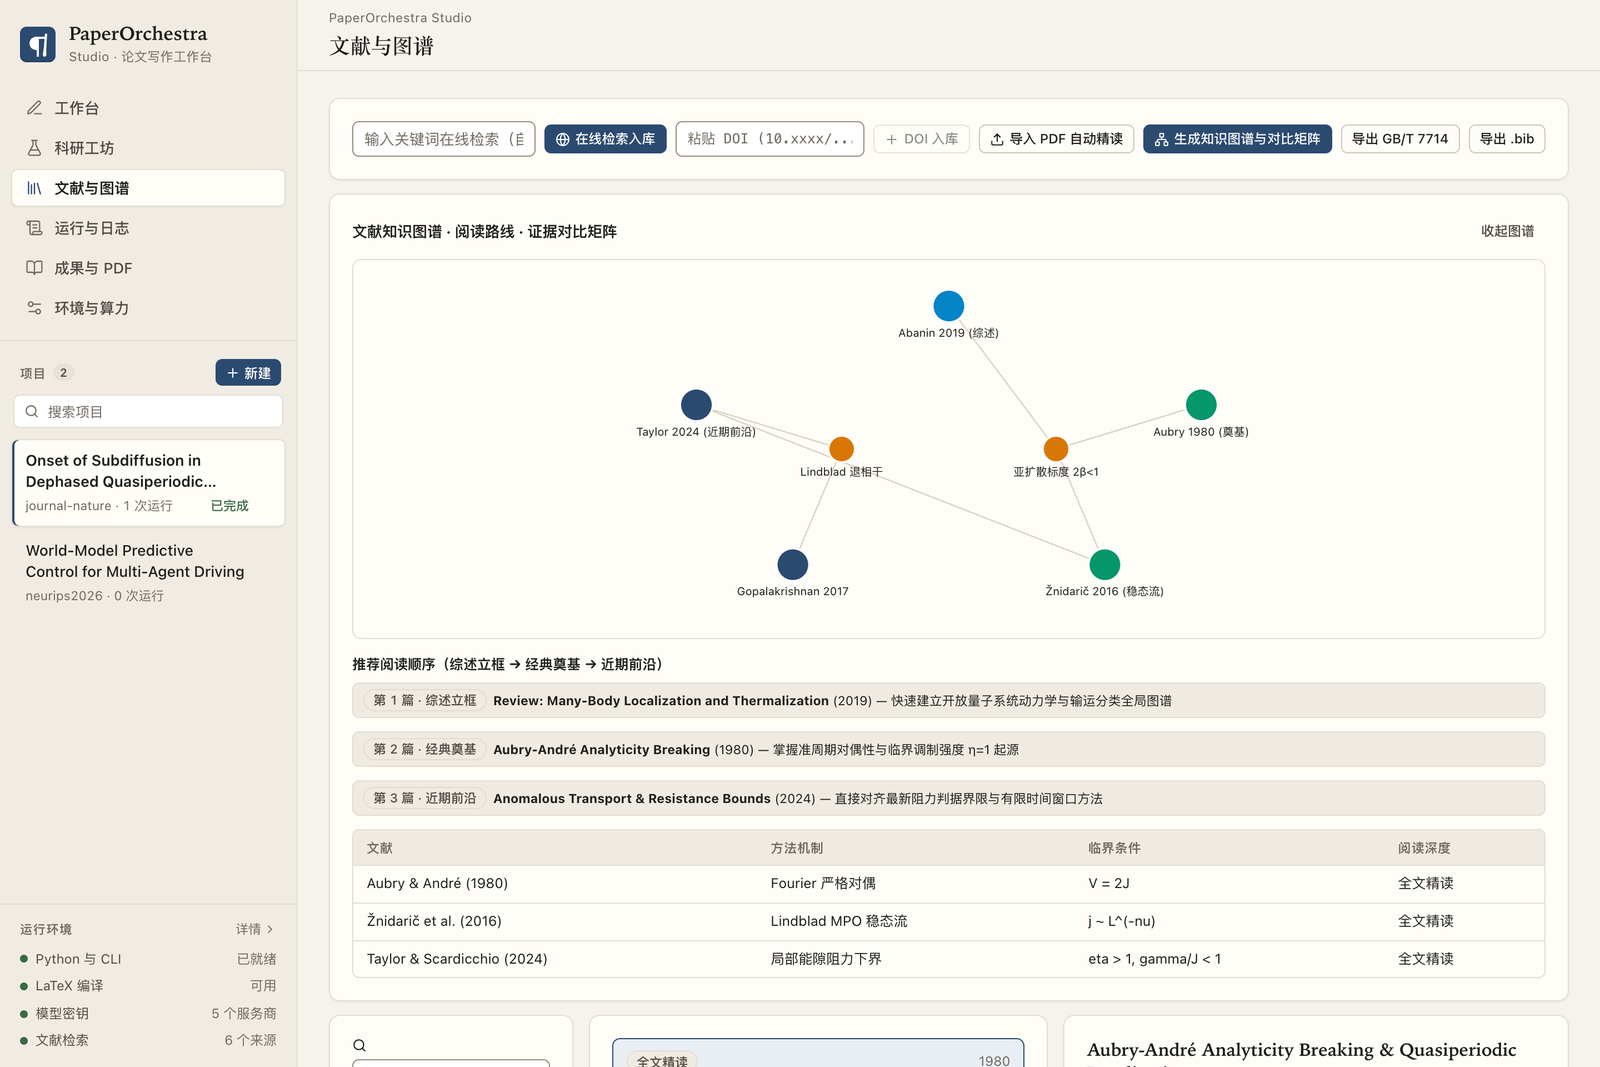 PaperOrchestra
Studio · 论文写作工作台
工作台
科研工坊
文献与图谱
运行与日志
成果与 PDF
环境与算力
项目 2
新建
搜索项目
Onset of Subdiffusion in
Dephased Quasiperiodic...
journal-nature · 1 次运行 已完成
World-Model Predictive
Control for Multi-Agent Driving
neurips2026 · 0 次运行
运行环境 详情
Python 与 CLI 已就绪
LaTeX 编译 可用
模型密钥 5 个服务商
文献检索 6 个来源
PaperOrchestra Studio
文献与图谱
输入关键词在线检索（
在线检索入库
粘贴 DOI (10.xxxx/...
+ DOI 入库
导入 PDF 自动精读
生成知识图谱与对比矩阵
导出 GB/T 7714
导出 .bib
文献知识图谱 · 阅读路线 · 证据对比矩阵
收起图谱
Abanin 2019 (综述)
Taylor 2024 (近期前沿)
Aubry 1980 (奠基)
Lindblad 退相干
亚扩散标度 2β<1
Gopalakrishnan 2017
Žnidarič 2016 (稳态流)
推荐阅读顺序（综述立框 → 经典奠基 → 近期前沿）
第 1 篇 · 综述立框 Review: Many-Body Localization and Thermalization (2019) — 快速建立开放量子系统动力学与输运分类全局图谱
第 2 篇 · 经典奠基 Aubry-André Analyticity Breaking (1980) — 掌握准周期对偶性与临界调制强度 η=1 起源
第 3 篇 · 近期前沿 Anomalous Transport & Resistance Bounds (2024) — 直接对齐最新阻力判据界限与有限时间窗口方法
文献 方法机制 临界条件 阅读深度
Aubry & André (1980) Fourier 严格对偶 V = 2J 全文精读
Žnidarič et al. (2016) Lindblad MPO 稳态流 j ~ L^(-nu) 全文精读
Taylor & Scardicchio (2024) 局部能隙阻力下界 eta > 1, gamma/J < 1 全文精读
全文精读 1980
Aubry-André Analyticity Breaking & Quasiperiodic